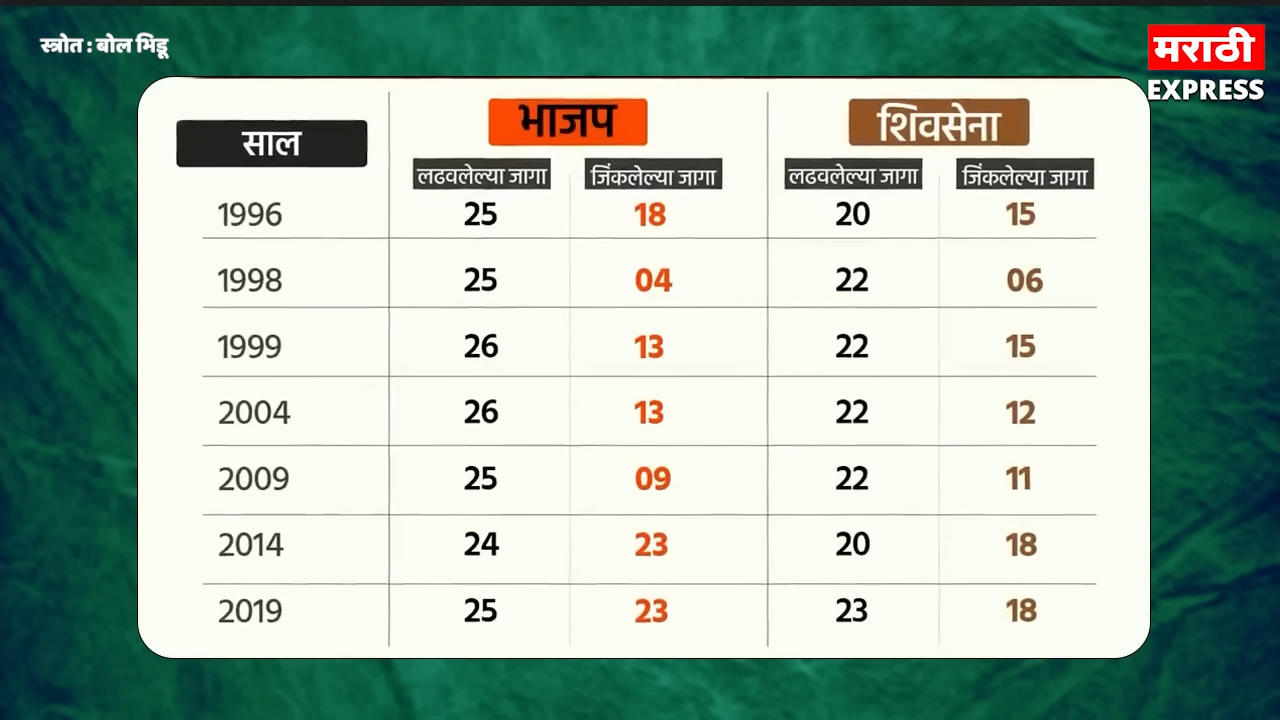 स्त्रोत : बोल भिडू
मराठी
EXPRESS
साल भाजप शिवसेना
लढवलेल्या जागा जिंकलेल्या जागा लढवलेल्या जागा जिंकलेल्या जागा
1996 25 18 20 15
1998 25 04 22 06
1999 26 13 22 15
2004 26 13 22 12
2009 25 09 22 11
2014 24 23 20 18
2019 25 23 23 18